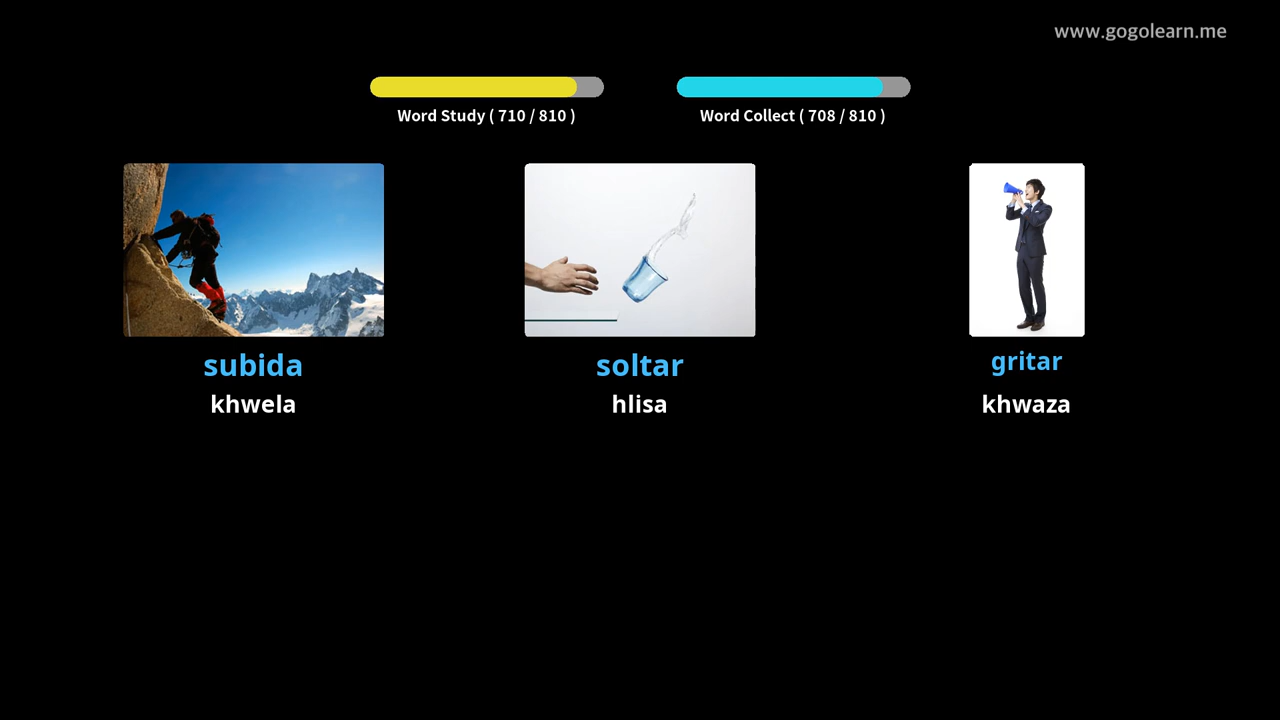 www.gogolearn.me
Word Study ( 710 / 810 )
Word Collect ( 708 / 810 )
subida
khwela
soltar
hlisa
gritar
khwaza